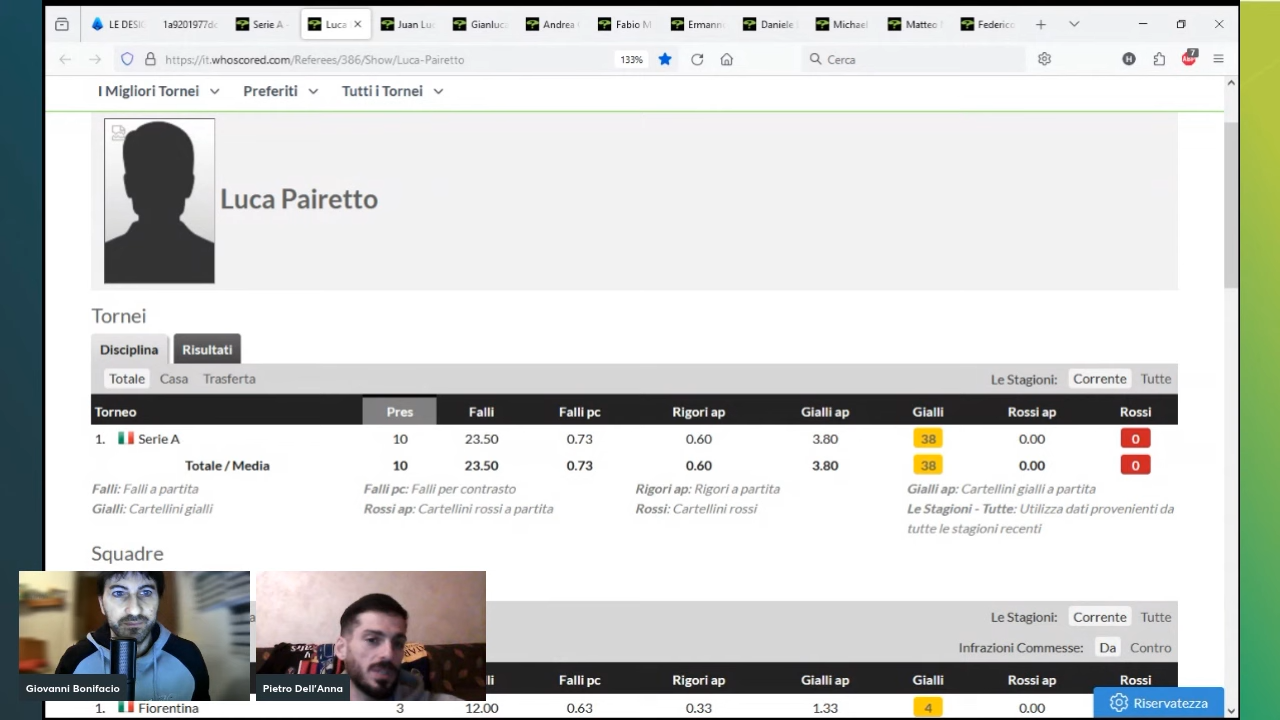 LE DESI
1a9201977dc
Serie A -
Luca
Juan Lu
Gianluca
Andrea
Fabio M
Ermann
Daniele
Michael
Matteo
Federico
https://it.whoscored.com/Referees/386/Show/Luca-Pairetto
133%
Cerca
H
7
I Migliori Tornei
Preferiti
Tutti i Tornei
Luca Pairetto
Tornei
Disciplina Risultati
Totale Casa Trasferta Le Stagioni: Corrente Tutte
Torneo Pres Falli Falli pc Rigori ap Gialli ap Gialli Rossi ap Rossi
1. Serie A 10 23.50 0.73 0.60 3.80 38 0.00 0
Totale / Media 10 23.50 0.73 0.60 3.80 38 0.00 0
Falli: Falli a partita Falli pc: Falli per contrasto Rigori ap: Rigori a partita Gialli ap: Cartellini gialli a partita
Gialli: Cartellini gialli Rossi ap: Cartellini rossi a partita Rossi: Cartellini rossi Le Stagioni - Tutte: Utilizza dati provenienti da
tutte le stagioni recenti
Squadre
Le Stagioni: Corrente Tutte
Infrazioni Commesse: Da Contro
Falli pc Rigori ap Gialli ap Gialli Rossi ap Rossi
Giovanni Bonifacio
Pietro Dell'Anna
1. Fiorentina 3 12.00 0.63 0.33 1.33 4 0.00
Riservatezza